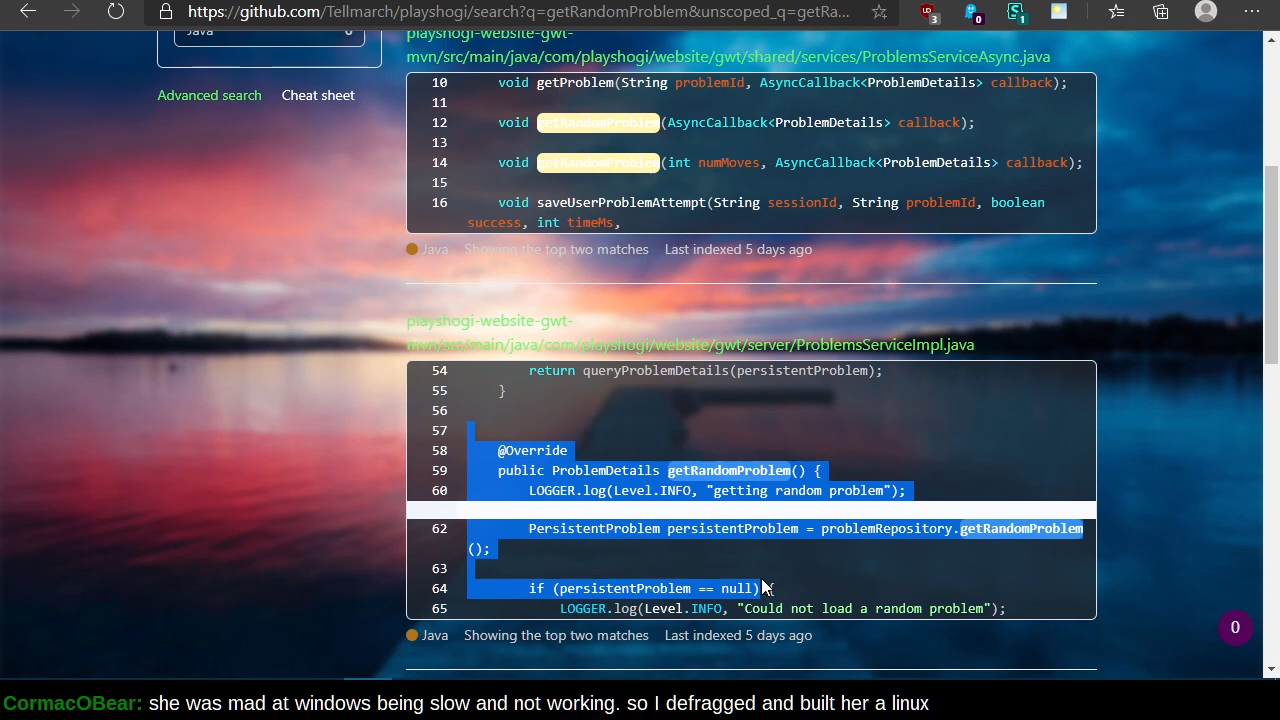 https://github.com/Tellmarch/playshogi/search?q=getRandomProblem&unscoped_q=getRa...
3
0
1
Java
Advanced search
Cheat sheet
playshogi-website-gwt-
mvn/src/main/java/com/playshogi/website/gwt/shared/services/ProblemsServiceAsync.java
10 void getProblem(String problemId, AsyncCallback<ProblemDetails> callback);
11
12 void getRandomProblem(AsyncCallback<ProblemDetails> callback);
13
14 void getRandomProblem(int numMoves, AsyncCallback<ProblemDetails> callback);
15
16 void saveUserProblemAttempt(String sessionId, String problemId, boolean
success, int timeMs,
Java Showing the top two matches Last indexed 5 days ago
playshogi-website-gwt-
mvn/src/main/java/com/playshogi/website/gwt/server/ProblemsServiceImpl.java
54 return queryProblemDetails(persistentProblem);
55 }
56
57
58 @Override
59 public ProblemDetails getRandomProblem() {
60 LOGGER.log(Level.INFO, "getting random problem");
62 PersistentProblem persistentProblem = problemRepository.getRandomProblem
();
63
64 if (persistentProblem == null) {
65 LOGGER.log(Level.INFO, "Could not load a random problem");
Java Showing the top two matches Last indexed 5 days ago
0
CormacOBear: she was mad at windows being slow and not working. so I defragged and built her a linux